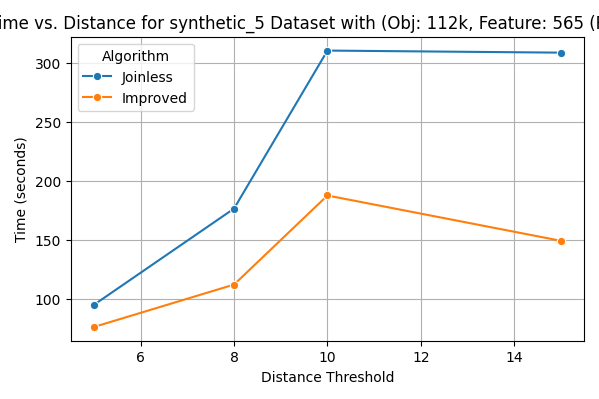 ime vs. Distance for synthetic_5 Dataset with (Obj: 112k, Feature: 565 (
Algorithm
Joinless
Improved
300
250
200
150
100
Time (seconds)
6 8 10 12 14
Distance Threshold